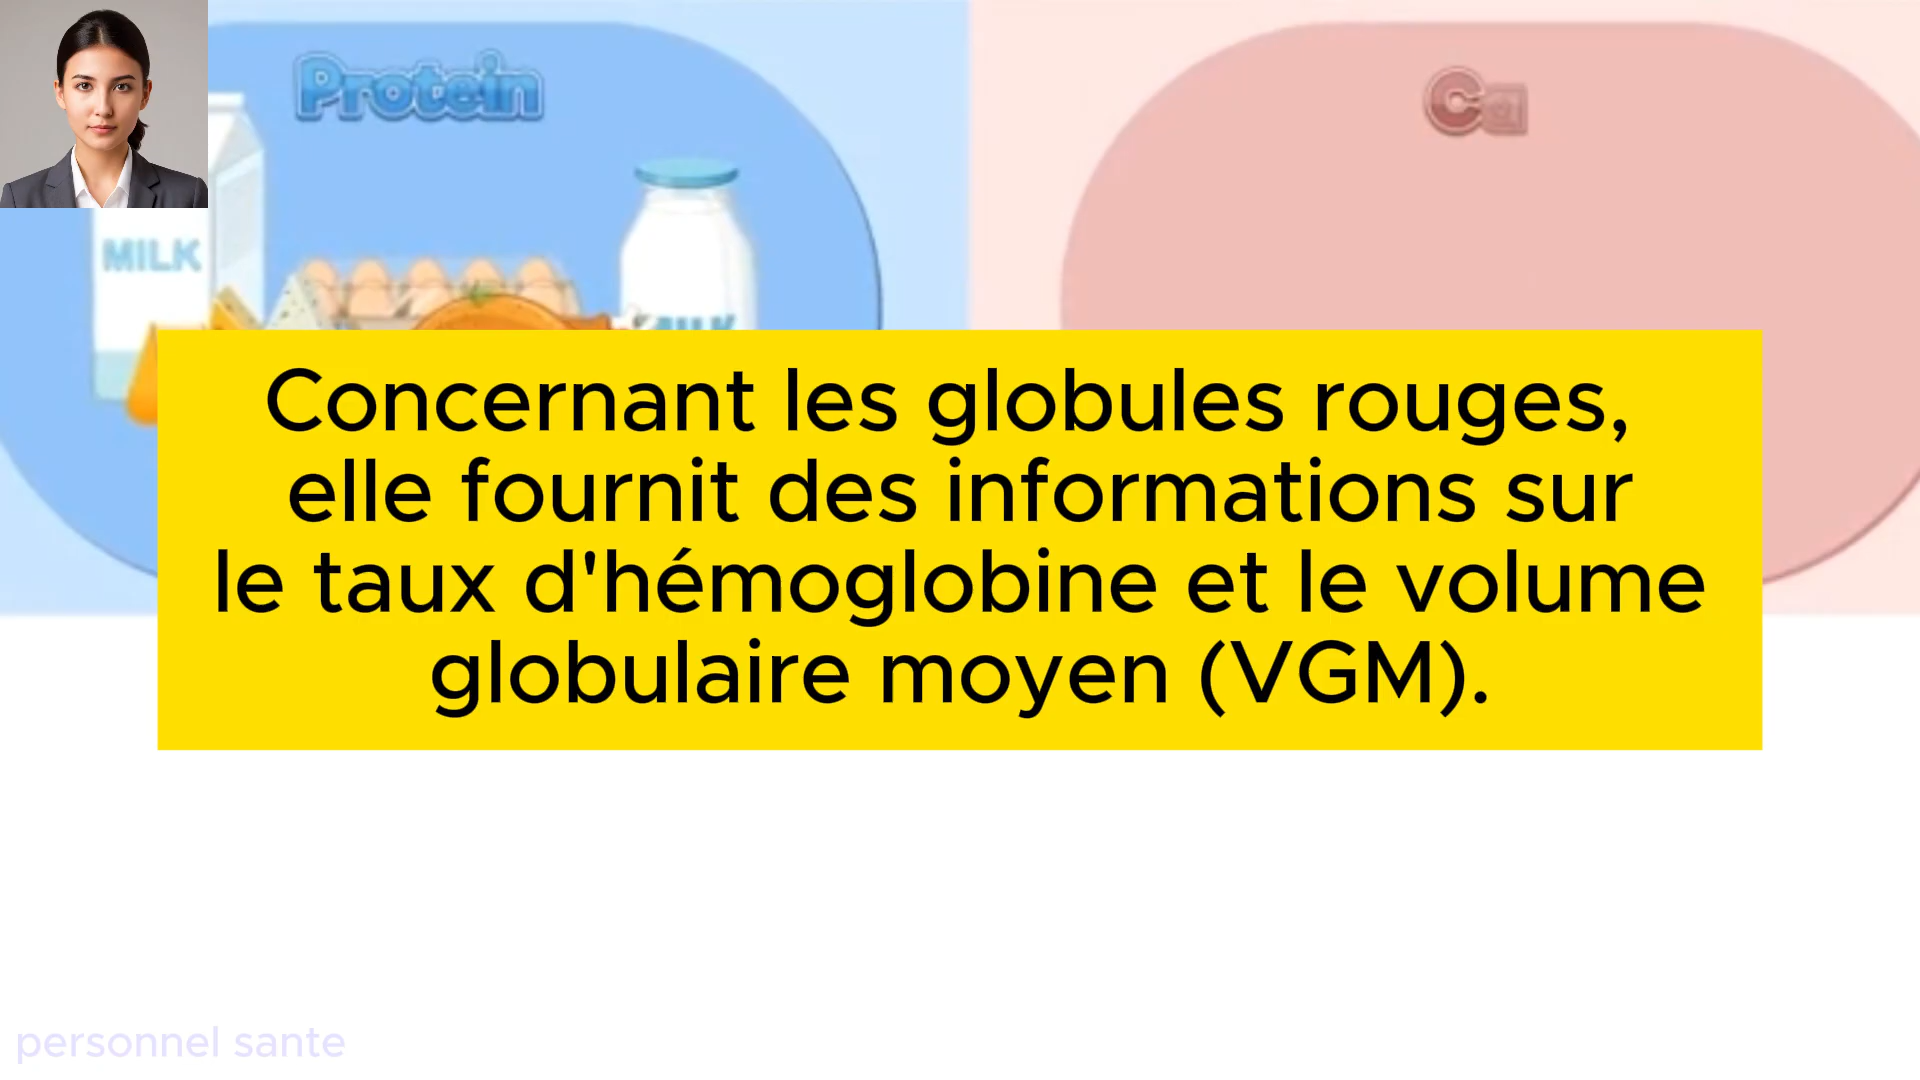 Protein
Ca
MILK
Concernant les globules rouges,
elle fournit des informations sur
le taux d'hémoglobine et le volume
globulaire moyen (VGM).
personnel sante